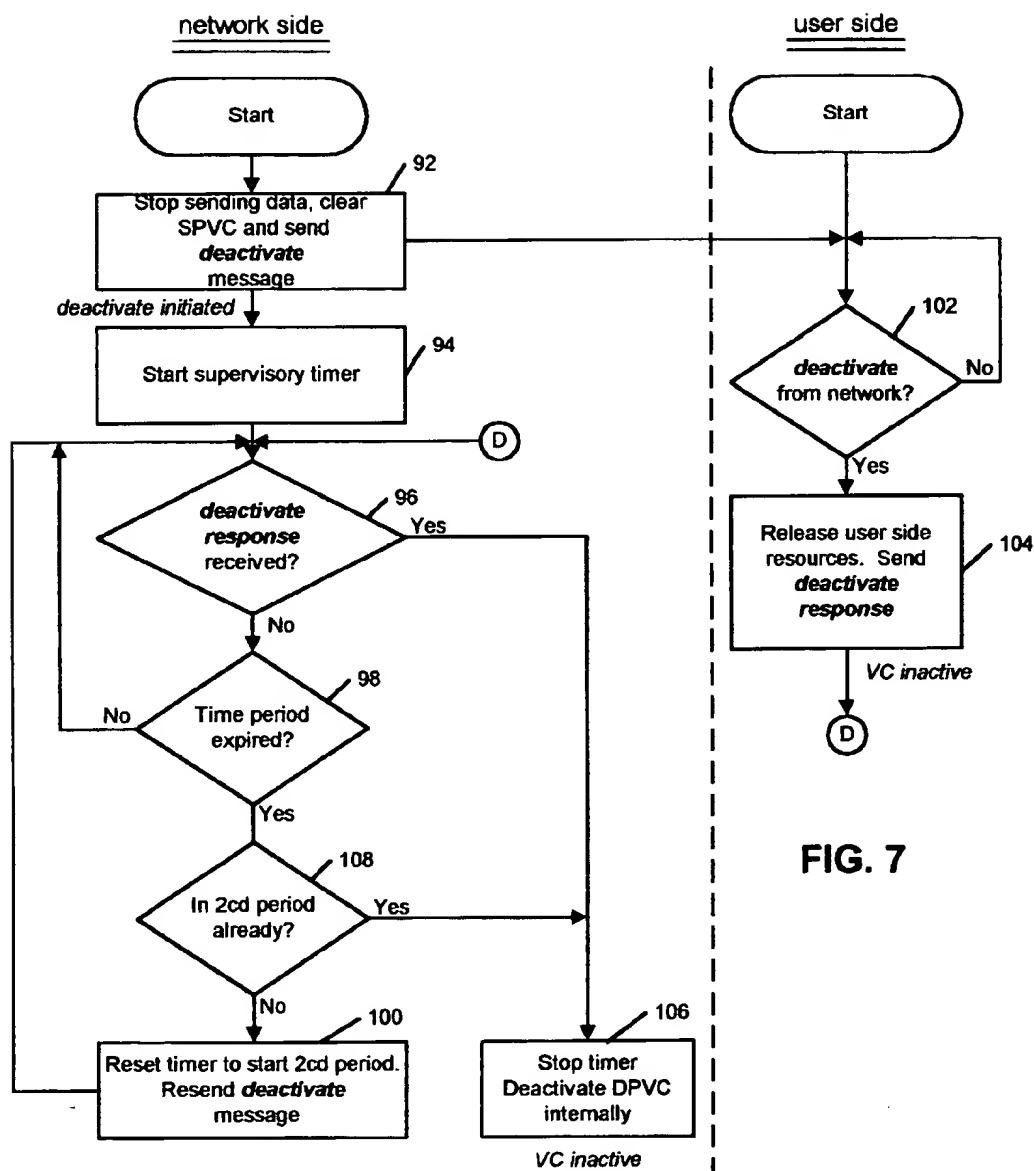 network side
Start
92
Stop sending data, clear
SPVC and send
deactivate
message
deactivate initiated
94
Start supervisory timer
D
96
deactivate
response
received?
Yes
No
98
Time period
expired?
No
Yes
108
In 2cd period
already?
Yes
No
100
Reset timer to start 2cd period.
Resend deactivate
message
106
Stop timer
Deactivate DPVC
internally
VC inactive
user side
Start
102
deactivate
from network?
No
Yes
Release user side
resources. Send
deactivate
response
104
VC inactive
D
FIG. 7